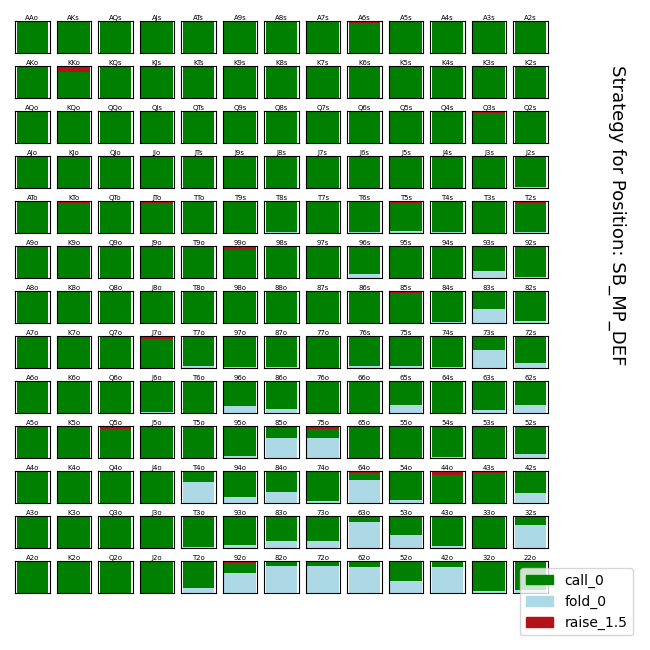 AAo AKs AQs AJs ATs A9s A8s A7s A6s A5s A4s A3s A2s
AKo KKo KQs KJs KTs K9s K8s K7s K6s K5s K4s K3s K2s
AQo KQo QQo QJs QTs Q9s Q8s Q7s Q6s Q5s Q4s Q3s Q2s
AJo KJo QJo JJo JTs J9s J8s J7s J6s J5s J4s J3s J2s
ATo KTo QTo JTo TTo T9s T8s T7s T6s T5s T4s T3s T2s
A9o K9o Q9o J9o T9o 99o 98s 97s 96s 95s 94s 93s 92s
A8o K8o Q8o J8o T8o 98o 88o 87s 86s 85s 84s 83s 82s
A7o K7o Q7o J7o T7o 97o 87o 77o 76s 75s 74s 73s 72s
A6o K6o Q6o J6o T6o 96o 86o 76o 66o 65s 64s 63s 62s
A5o K5o Q5o J5o T5o 95o 85o 75o 65o 55o 54s 53s 52s
A4o K4o Q4o J4o T4o 94o 84o 74o 64o 54o 44o 43s 42s
A3o K3o Q3o J3o T3o 93o 83o 73o 63o 53o 43o 33o 32s
A2o K2o Q2o J2o T2o 92o 82o 72o 62o 52o 42o 32o 22o
Strategy for Position: SB_MP_DEF
call_0
fold_0
raise_1.5